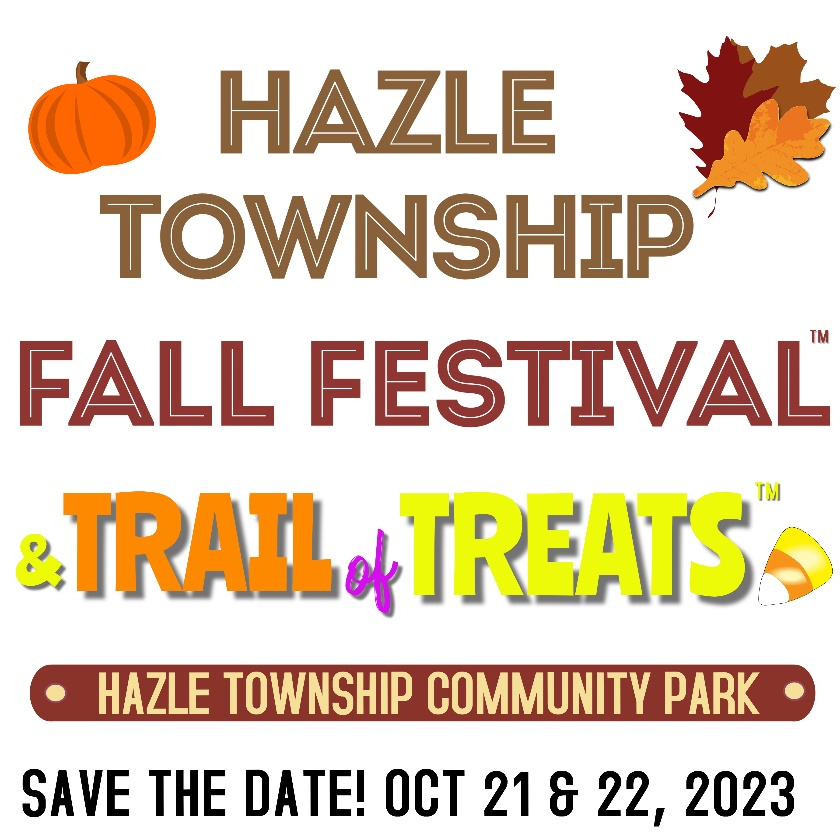 HAZLE
TOWNSHIP
FALL FESTIVAL™
& TRAIL of TREATS™
HAZLE TOWNSHIP COMMUNITY PARK
SAVE THE DATE! OCT 21 & 22, 2023